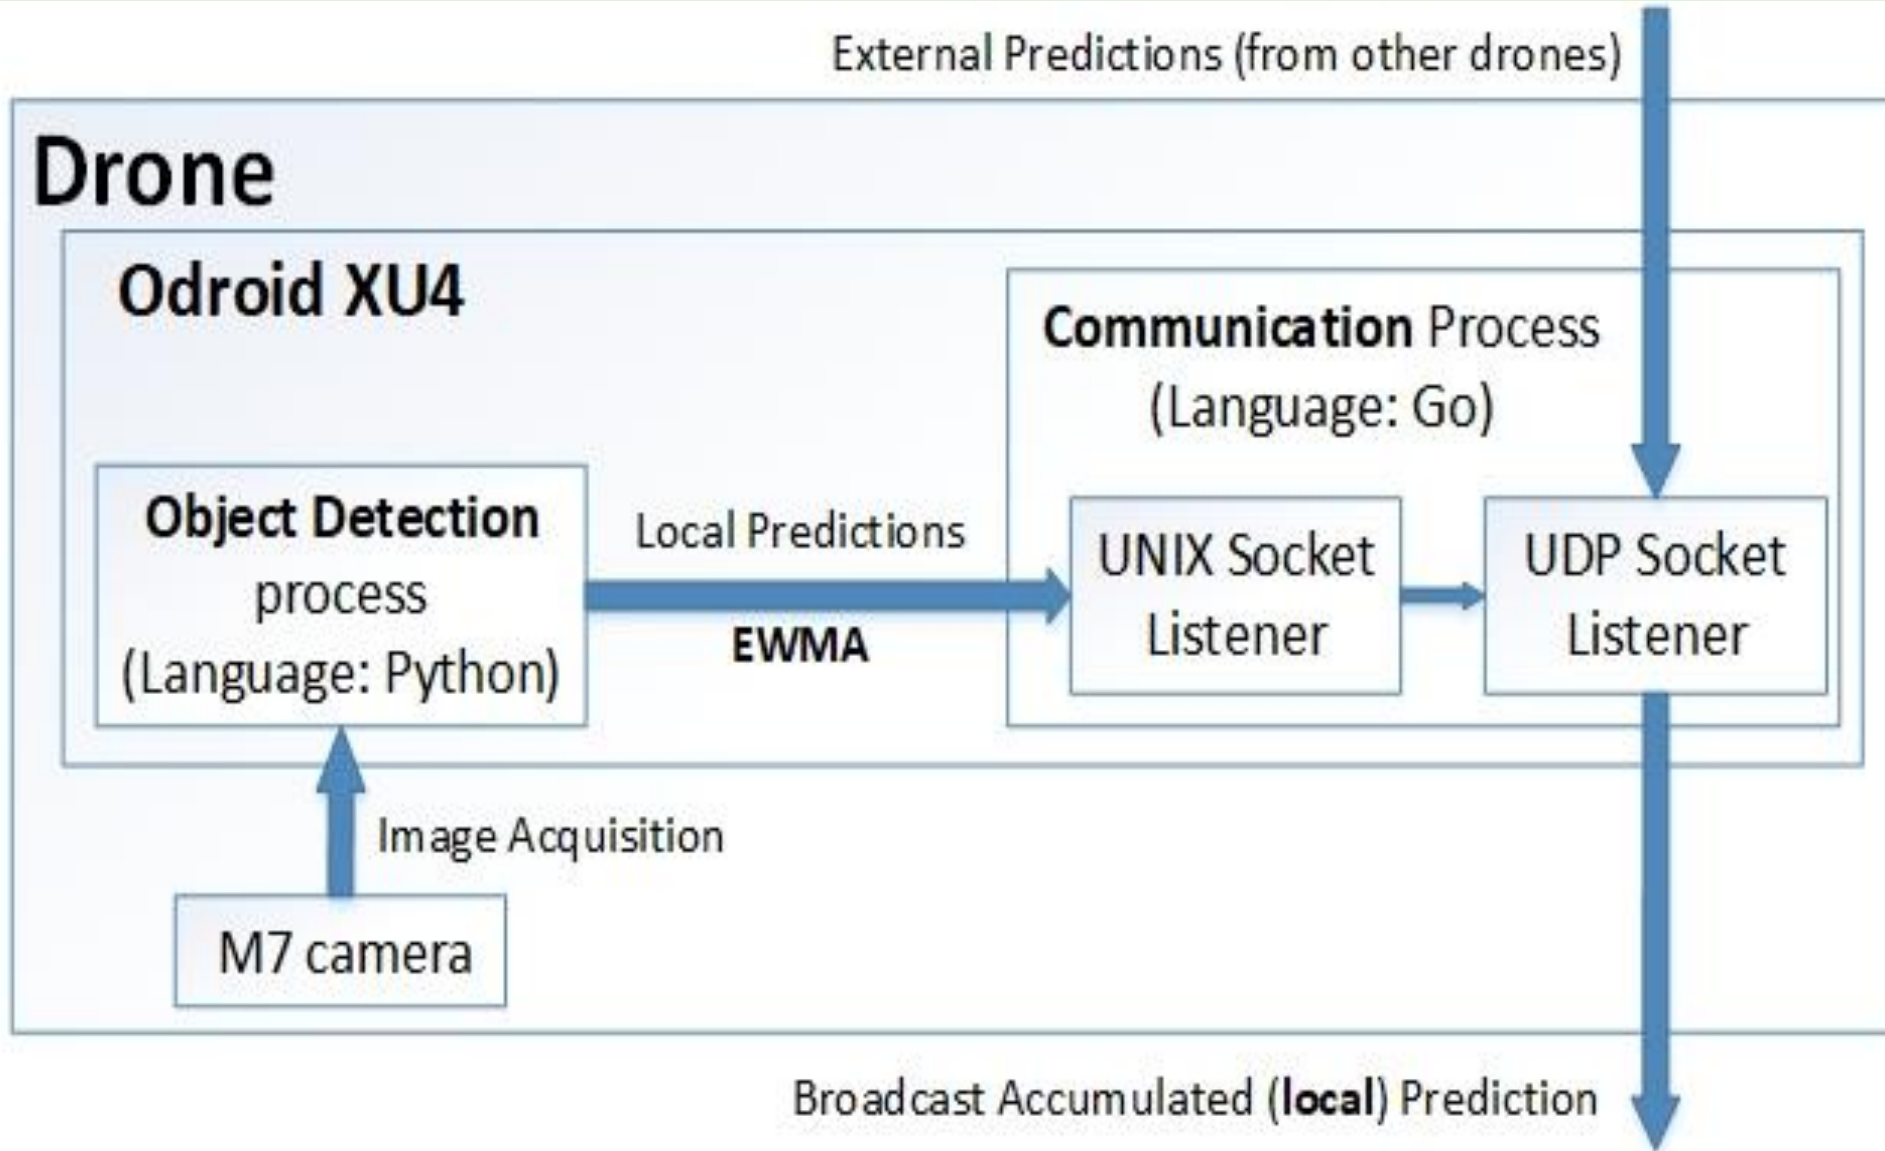 External Predictions (from other drones)
Drone
Odroid XU4
Communication Process
(Language: Go)
Object Detection
process
(Language: Python)
Local Predictions
EWMA
UNIX Socket
Listener
UDP Socket
Listener
Image Acquisition
M7 camera
Broadcast Accumulated (local) Prediction